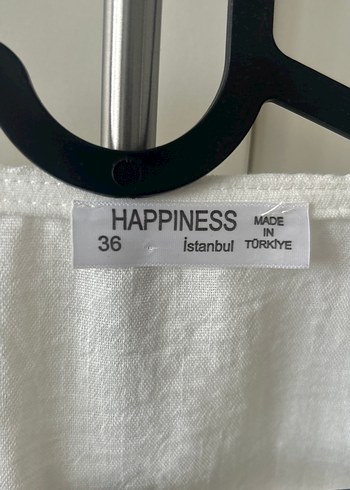 HAPPINESS
36 İstanbul
MADE
IN
TÜRKİYE